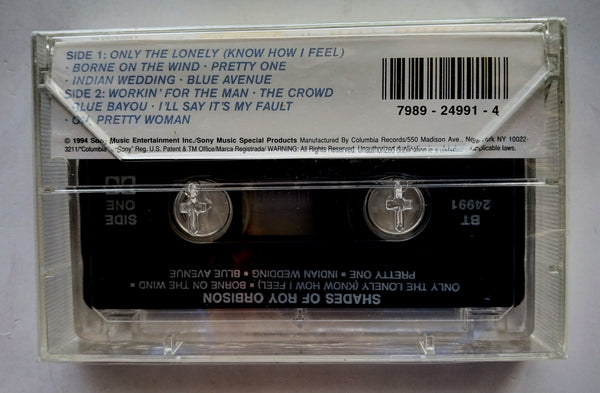 SIDE 1: ONLY THE LONELY (KNOW HOW I FEEL)
· BORNE ON THE WIND · PRETTY ONE
· INDIAN WEDDING · BLUE AVENUE
SIDE 2: WORKIN' FOR THE MAN · THE CROWD
· BLUE BAYOU · I'LL SAY IT'S MY FAULT
· OH, PRETTY WOMAN
7989 - 24991 - 4
© 1994 Sony Music Entertainment Inc./Sony Music Special Products Manufactured By Columbia Records/550 Madison Ave., New York, NY 10022-
3211/"Columbia" "Sony" Reg. U.S. Patent & TM Office/Marca Registrada/ WARNING: All Rights Reserved. Unauthorized duplication is a applicable laws.
SIDE
ONE
BT
24991
SHADES OF ROY ORBISON
ONLY THE LONELY (KNOW HOW I FEEL) ▪ BORNE ON THE WIND ▪
PRETTY ONE ▪ INDIAN WEDDING ▪ BLUE AVENUE